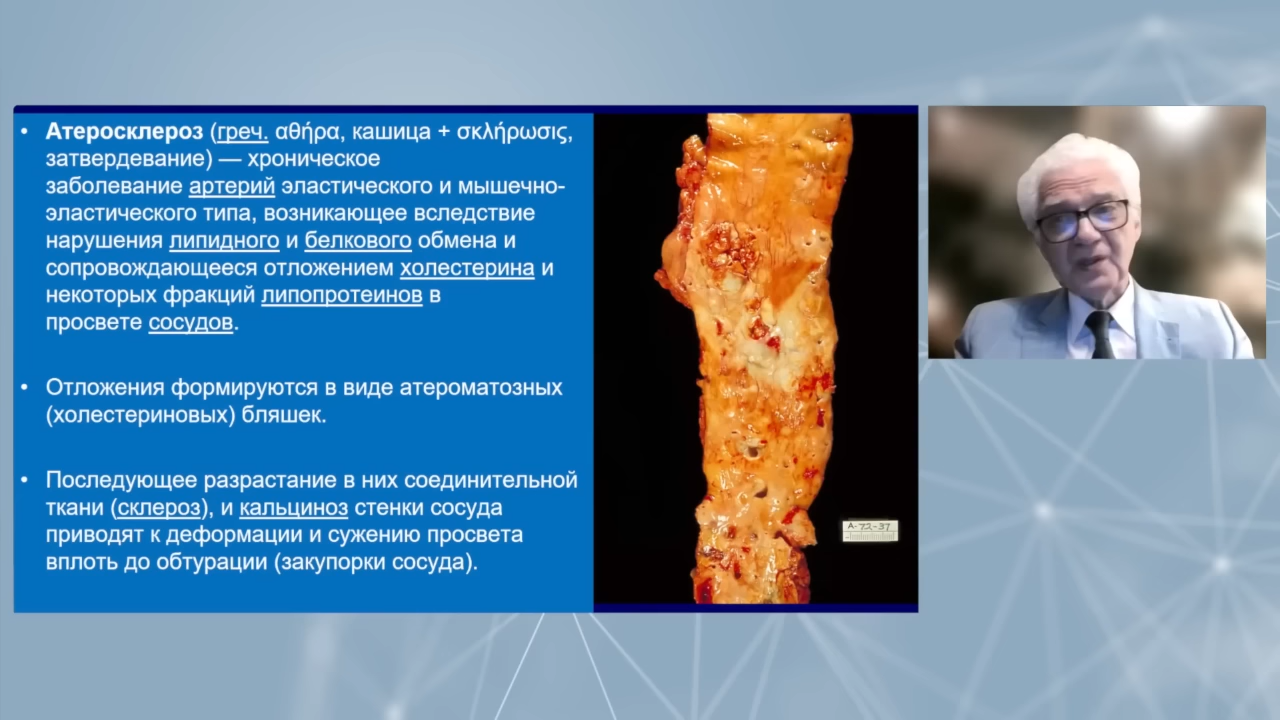 • Атеросклероз (греч. αθήρα, кашица + σκλήρωσις,
затвердевание) — хроническое
заболевание артерий эластического и мышечно-
эластического типа, возникающее вследствие
нарушения липидного и белкового обмена и
сопровождающееся отложением холестерина и
некоторых фракций липопротеинов в
просвете сосудов.
• Отложения формируются в виде атероматозных
(холестериновых) бляшек.
• Последующее разрастание в них соединительной
ткани (склероз), и кальциноз стенки сосуда
приводят к деформации и сужению просвета
вплоть до обтурации (закупорки сосуда).
A-72-37